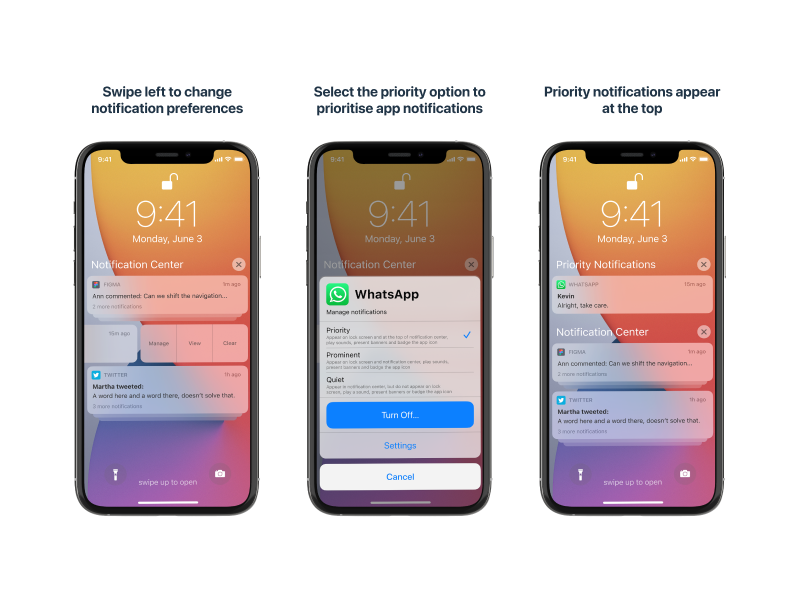 Swipe left to change
notification preferences
9:41
9:41
Monday, June 3
Notification Center
FIGMA
1m ago
Ann commented: Can we shift the navigation...
2 more notifications
15m ago
Manage
View
Clear
TWITTER
1h ago
Martha tweeted:
A word here and a word there, doesn't solve that.
3 more notifications
swipe up to open
Select the priority option to
prioritise app notifications
9:41
9:41
Monday, June 3
Notification Center
WhatsApp
Manage notifications
Priority
Appear on lock screen and at the top of notification center,
play sounds, present banners and badge the app icon
Prominent
Appear on lock screen and notification center, play sounds,
present banners and badge the app icon
Quiet
Appear in notification center, but do not appear on lock
screen, play a sound, present banners or badge the app icon
Turn Off...
Settings
Cancel
Priority notifications appear
at the top
9:41
9:41
Monday, June 3
Priority Notifications
WHATSAPP
15m ago
Kevin
Alright, take care.
Notification Center
FIGMA
1m ago
Ann commented: Can we shift the navigation...
2 more notifications
TWITTER
1h ago
Martha tweeted:
A word here and a word there, doesn't solve that.
3 more notifications
swipe up to open